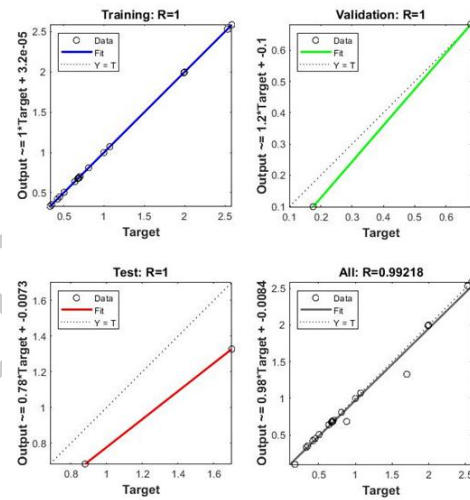 Training: R=1
Output ~= 1*Target + 3.2e-05
2.5
2
1.5
1
0.5
Data
Fit
Y = T
0.5 1 1.5 2 2.5
Target
Validation: R=1
Output ~= 1.2*Target + -0.1
0.6
0.5
0.4
0.3
0.2
0.1
Data
Fit
Y = T
0.1 0.2 0.4 0.6
Target
Test: R=1
Output ~= 0.78*Target + -0.0073
1.6
1.4
1.2
1
0.8
Data
Fit
Y = T
0.8 1 1.2 1.4 1.6
Target
All: R=0.99218
Output ~= 0.98*Target + -0.0084
2.5
2
1.5
1
0.5
Data
Fit
Y = T
0.5 1 1.5 2 2.5
Target